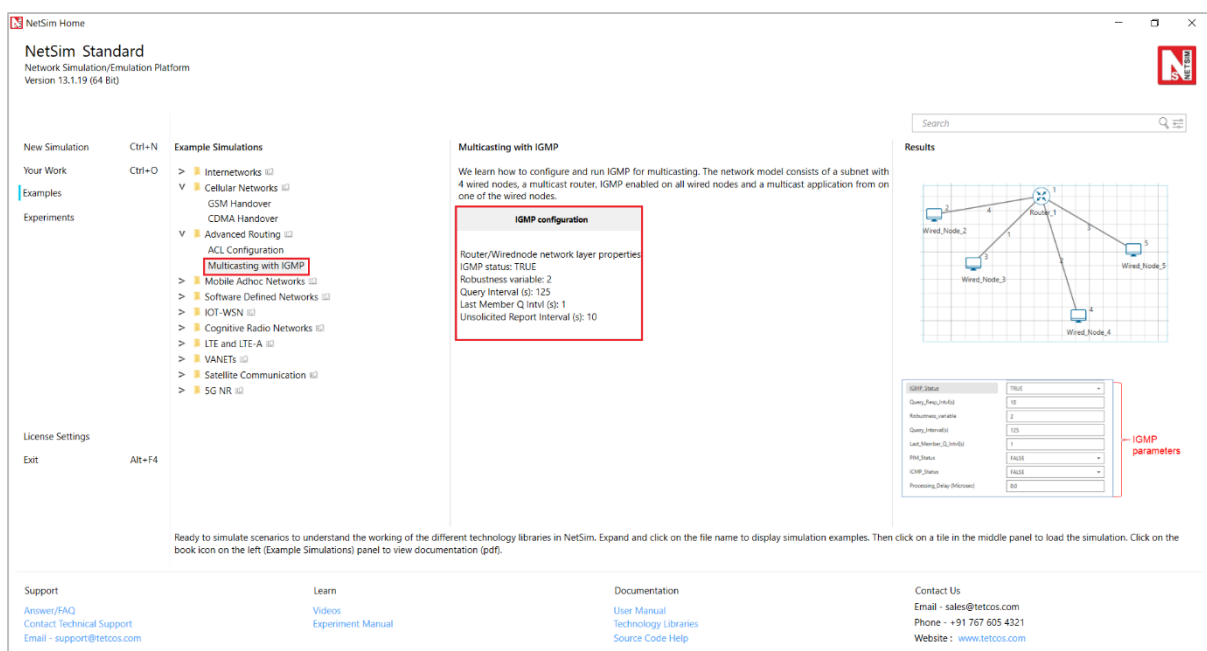 NetSim Home
NetSim Standard
Network Simulation/Emulation Platform
Version 13.1.19 (64 Bit)
NETSIM
Search
New Simulation Ctrl+N
Your Work Ctrl+O
Examples
Experiments
License Settings
Exit Alt+F4
Example Simulations
> Internetworks
V Cellular Networks
GSM Handover
CDMA Handover
V Advanced Routing
ACL Configuration
Multicasting with IGMP
> Mobile Adhoc Networks
> Software Defined Networks
> IOT-WSN
> Cognitive Radio Networks
> LTE and LTE-A
> VANETs
> Satellite Communication
> 5G NR
Multicasting with IGMP
We learn how to configure and run IGMP for multicasting. The network model consists of a subnet with
4 wired nodes, a multicast router, IGMP enabled on all wired nodes and a multicast application from on
one of the wired nodes.
IGMP configuration
Router/Wirednode network layer properties
IGMP status: TRUE
Robustness variable: 2
Query Interval (s): 125
Last Member Q Intvl (s): 1
Unsolicited Report Interval (s): 10
Results
1
Router_1
2
Wired_Node_2
4
1
3
2
3
Wired_Node_3
5
Wired_Node_5
4
Wired_Node_4
IGMP_Status TRUE
Query_Resp_Intvl(s) 10
Robustness_variable 2
Query_Interval(s) 125
Last_Member_Q_Intvl(s) 1
PIM_Status FALSE
ICMP_Status FALSE
Processing_Delay (Microsec) 0.0
IGMP
parameters
Ready to simulate scenarios to understand the working of the different technology libraries in NetSim. Expand and click on the file name to display simulation examples. Then click on a tile in the middle panel to load the simulation. Click on the
book icon on the left (Example Simulations) panel to view documentation (pdf).
Support
Answer/FAQ
Contact Technical Support
Email - support@tetcos.com
Learn
Videos
Experiment Manual
Documentation
User Manual
Technology Libraries
Source Code Help
Contact Us
Email - sales@tetcos.com
Phone - +91 767 605 4321
Website : www.tetcos.com